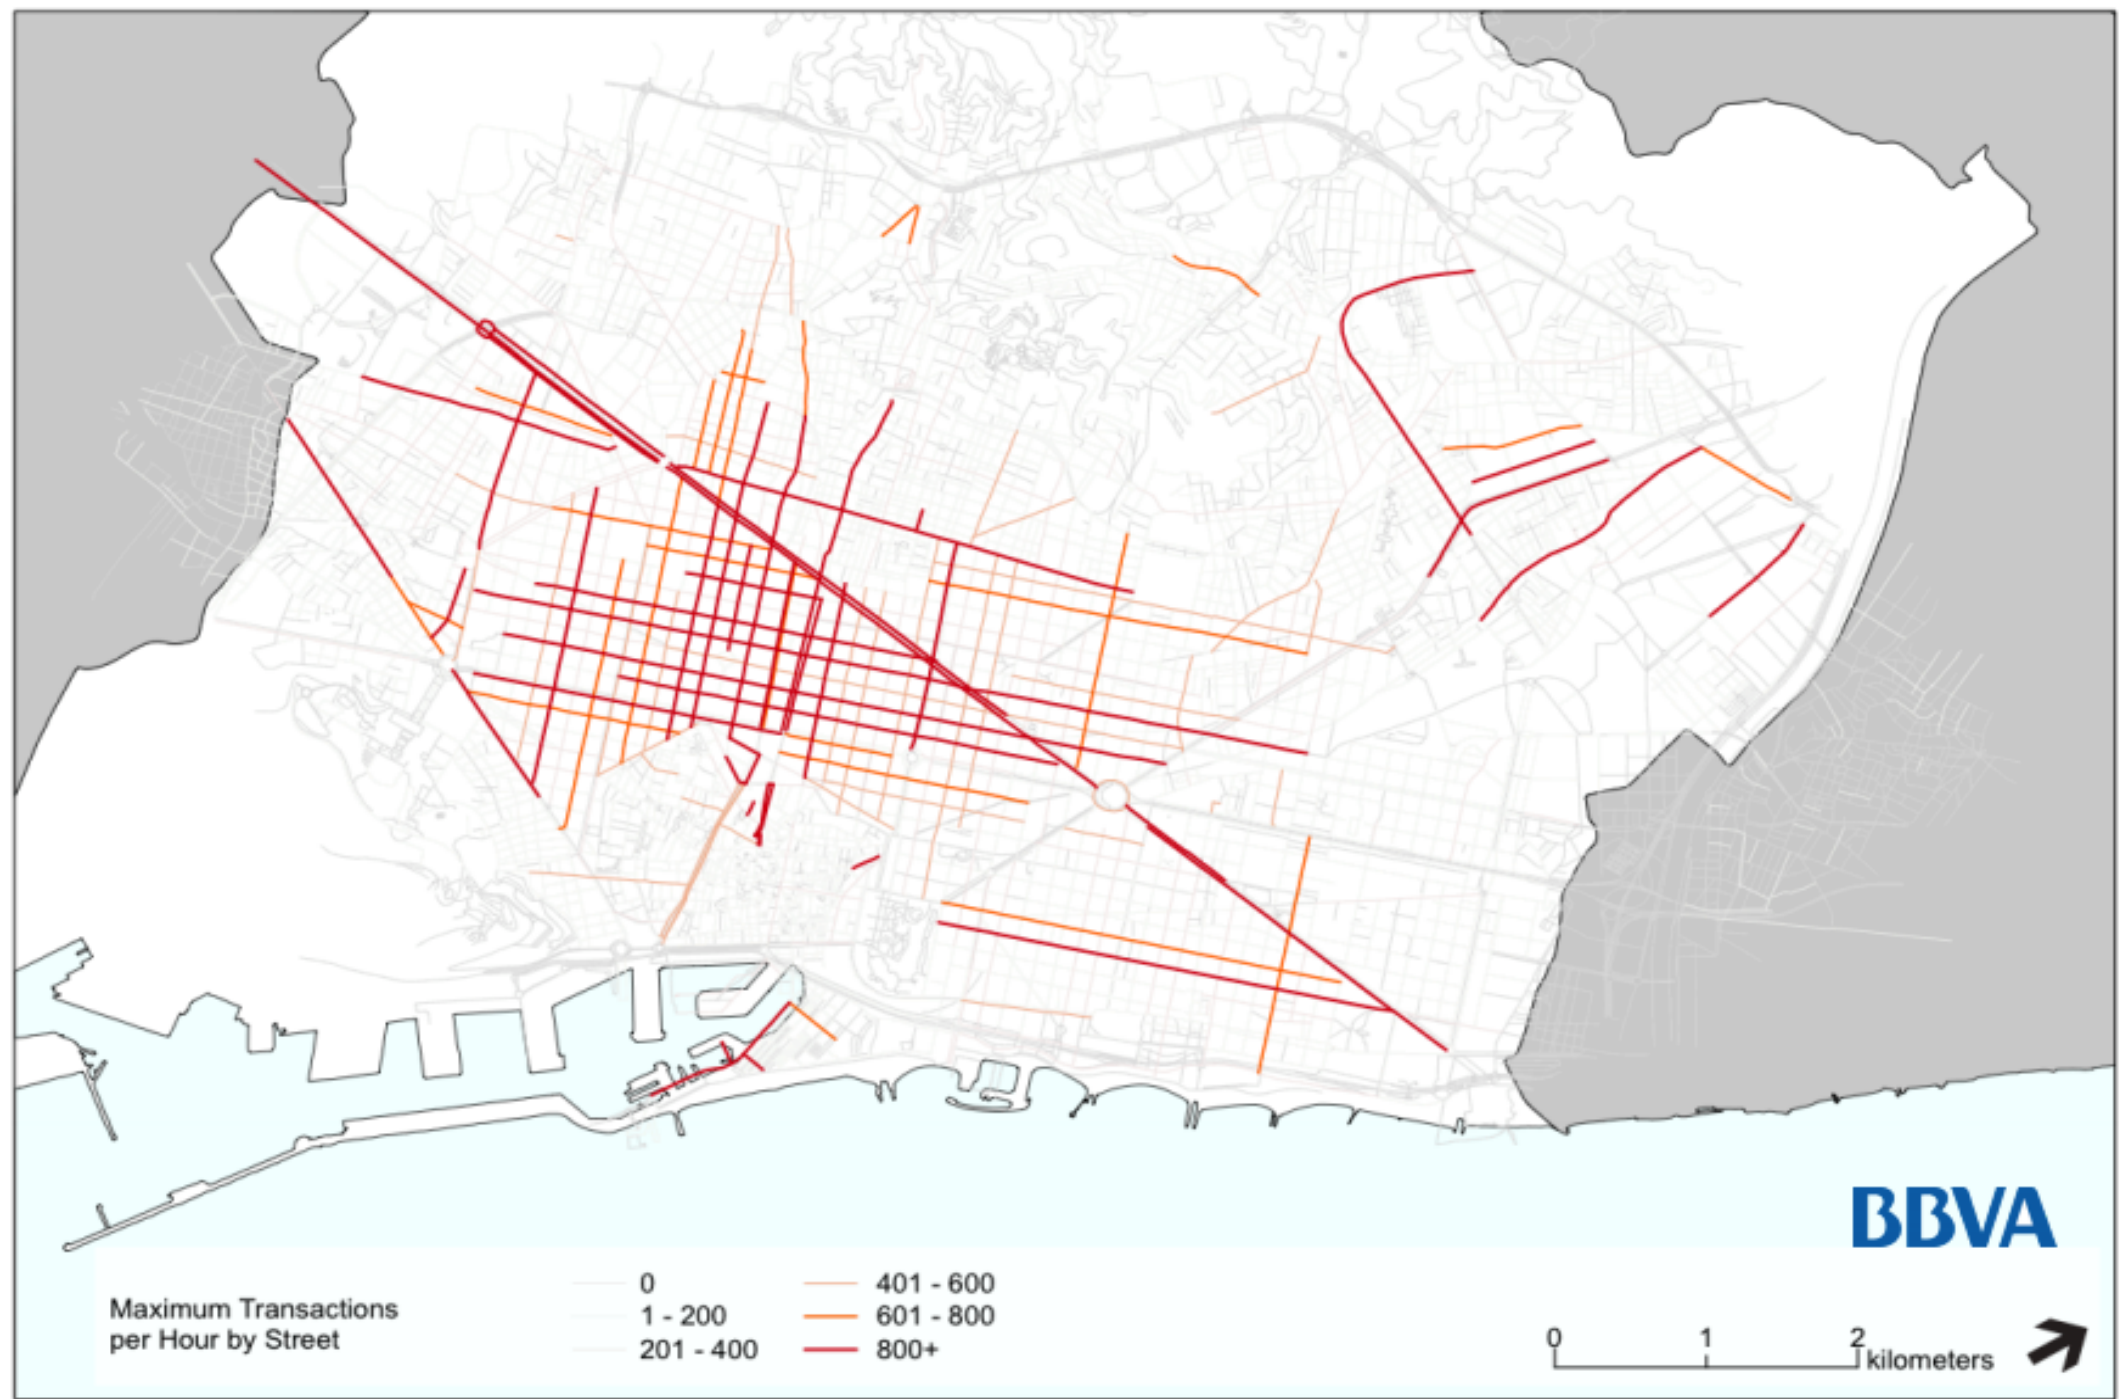 BBVA
Maximum Transactions
per Hour by Street
0
1 - 200
201 - 400
401 - 600
601 - 800
800+
0 1 2
kilometers